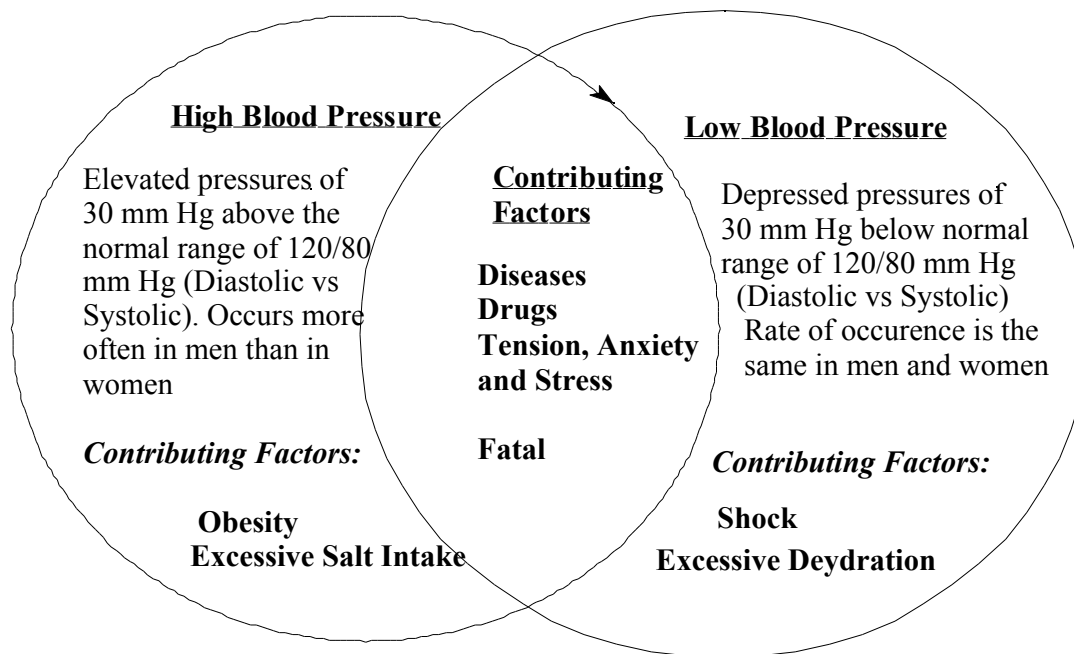 High Blood Pressure
Elevated pressures of
30 mm Hg above the
normal range of 120/80
mm Hg (Diastolic vs
Systolic). Occurs more
often in men than in
women
Contributing Factors:
Obesity
Excessive Salt Intake
Contributing
Factors
Diseases
Drugs
Tension, Anxiety
and Stress
Fatal
Low Blood Pressure
Depressed pressures of
30 mm Hg below normal
range of 120/80 mm Hg
(Diastolic vs Systolic)
Rate of occurence is the
same in men and women
Contributing Factors:
Shock
Excessive Deydration